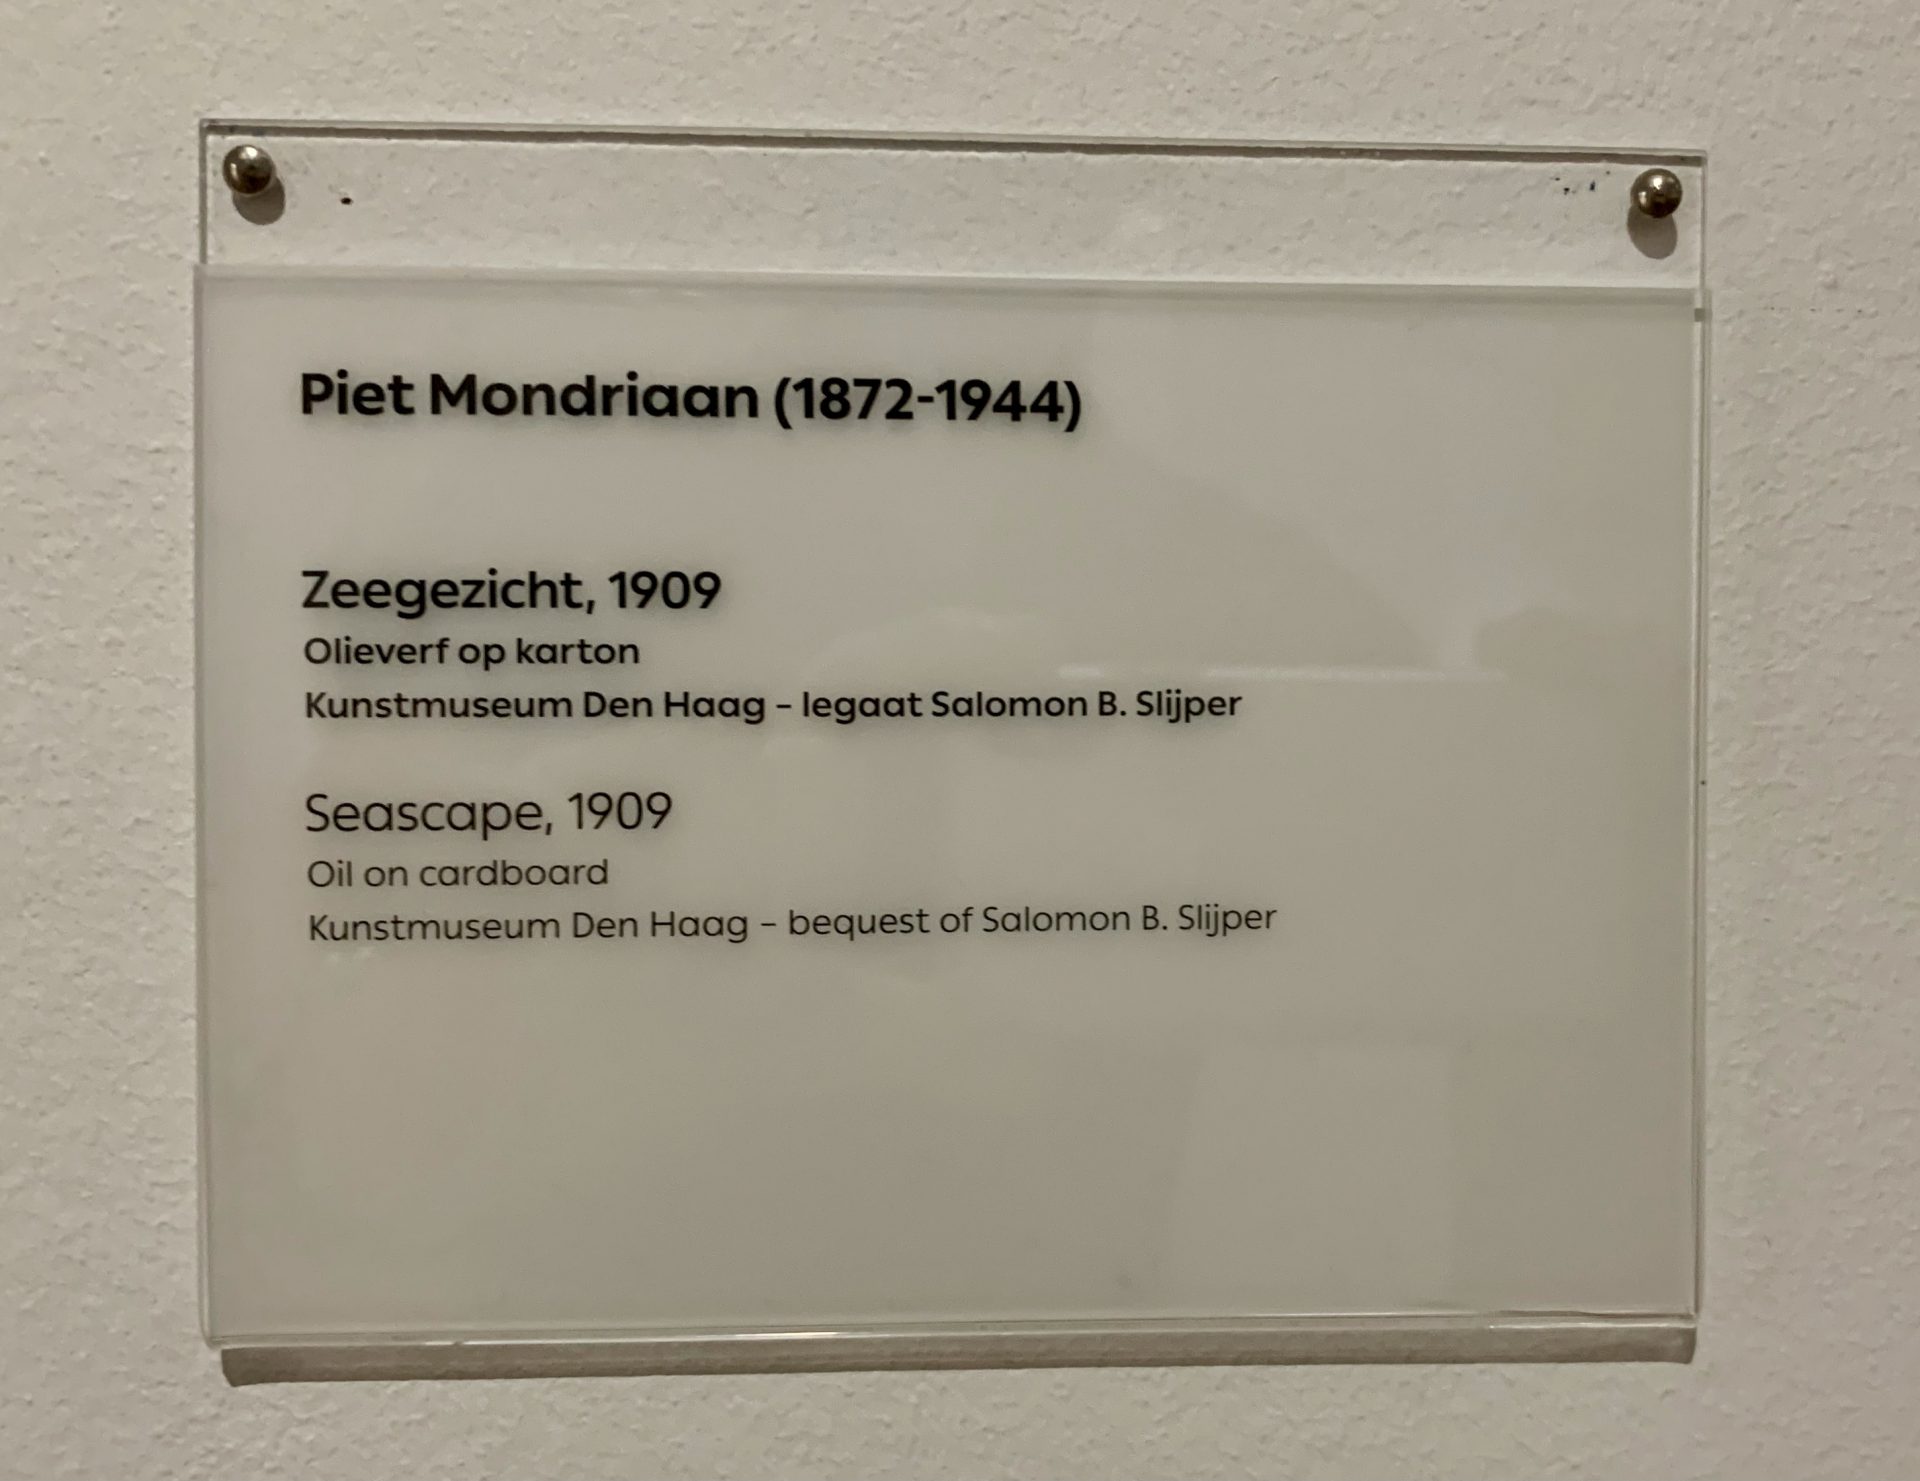 Piet Mondriaan (1872-1944)
Zeegezicht, 1909
Olieverf op karton
Kunstmuseum Den Haag – legaat Salomon B. Slijper
Seascape, 1909
Oil on cardboard
Kunstmuseum Den Haag – bequest of Salomon B. Slijper